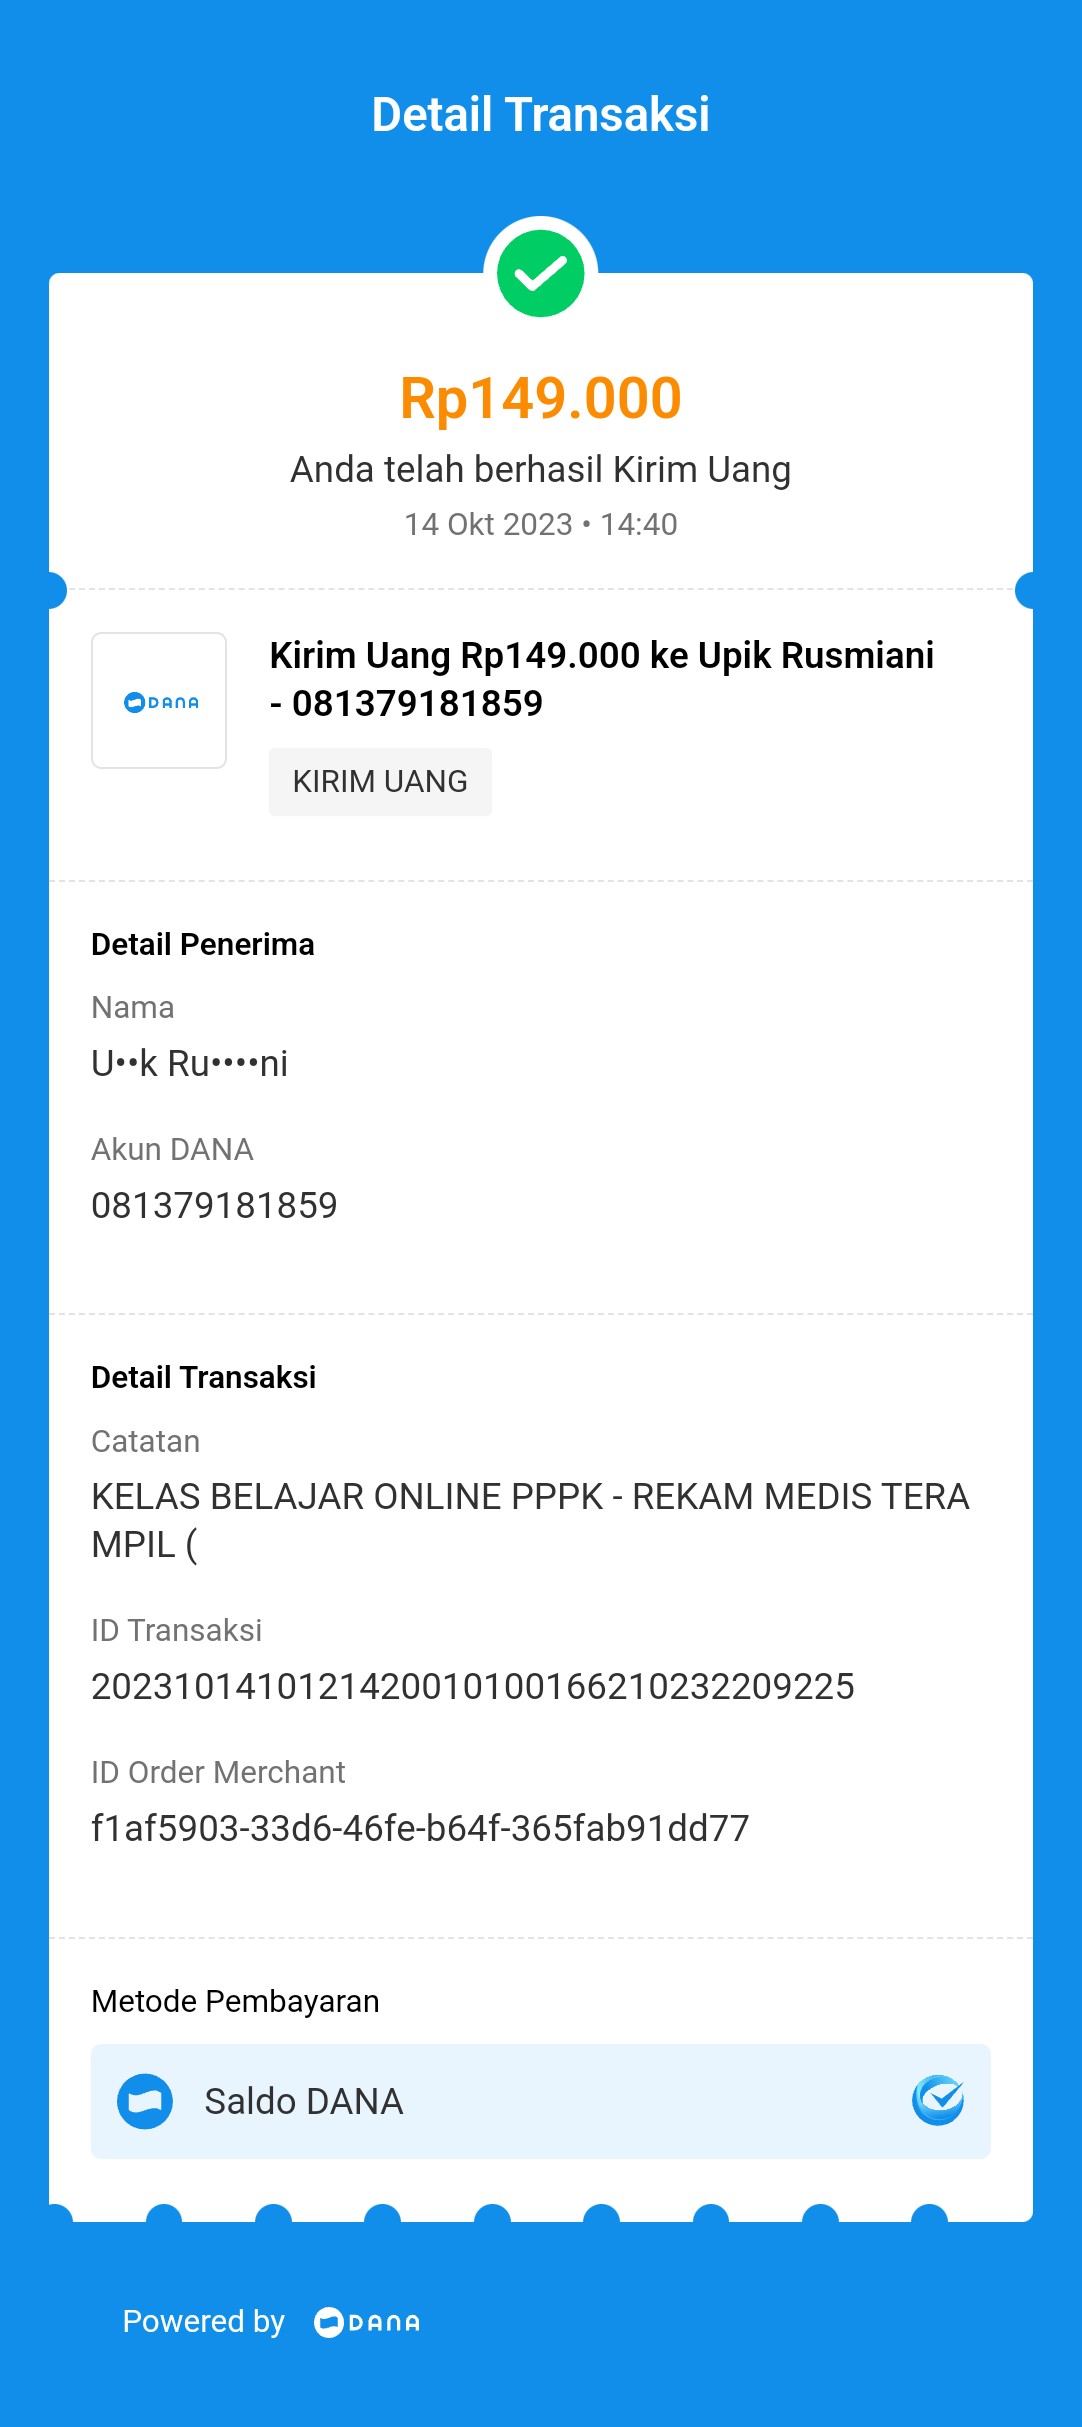 Detail Transaksi
Rp149.000
Anda telah berhasil Kirim Uang
14 Okt 2023 • 14:40
DANA
Kirim Uang Rp149.000 ke Upik Rusmiani
- 081379181859
KIRIM UANG
Detail Penerima
Nama
U••k Ru••••ni
Akun DANA
081379181859
Detail Transaksi
Catatan
KELAS BELAJAR ONLINE PPPK - REKAM MEDIS TERA
MPIL (
ID Transaksi
2023101410121420010100166210232209225
ID Order Merchant
f1af5903-33d6-46fe-b64f-365fab91dd77
Metode Pembayaran
Saldo DANA
Powered by DANA